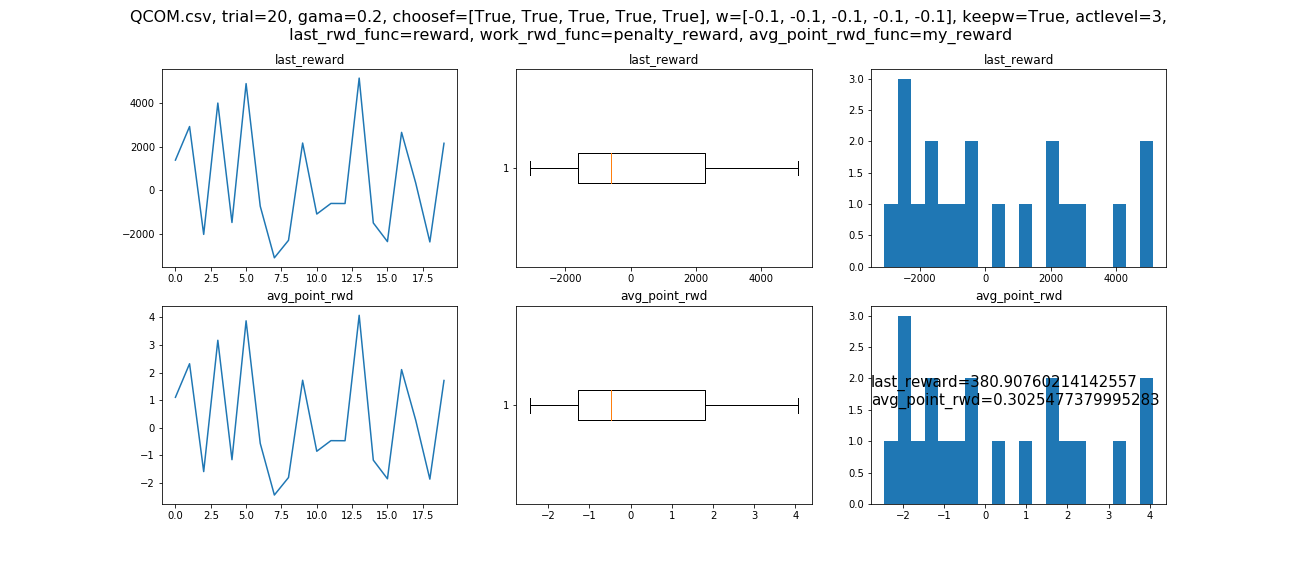 QCOM.csv, trial=20, gama=0.2, choosef=[True, True, True, True, True], w=[-0.1, -0.1, -0.1, -0.1, -0.1], keepw=True, actlevel=3,
last_rwd_func=reward, work_rwd_func=penalty_reward, avg_point_rwd_func=my_reward
last_reward
4000
2000
0
−2000
0.0 2.5 5.0 7.5 10.0 12.5 15.0 17.5
last_reward
1
−2000 0 2000 4000
last_reward
3.0
2.5
2.0
1.5
1.0
0.5
0.0
−2000 0 2000 4000
avg_point_rwd
4
3
2
1
0
−1
−2
0.0 2.5 5.0 7.5 10.0 12.5 15.0 17.5
avg_point_rwd
1
−2 −1 0 1 2 3 4
avg_point_rwd
3.0
2.5
2.0
1.5
1.0
0.5
0.0
−2 −1 0 1 2 3 4
last_reward=380.90760214142557
avg_point_rwd=0.3025477379995283